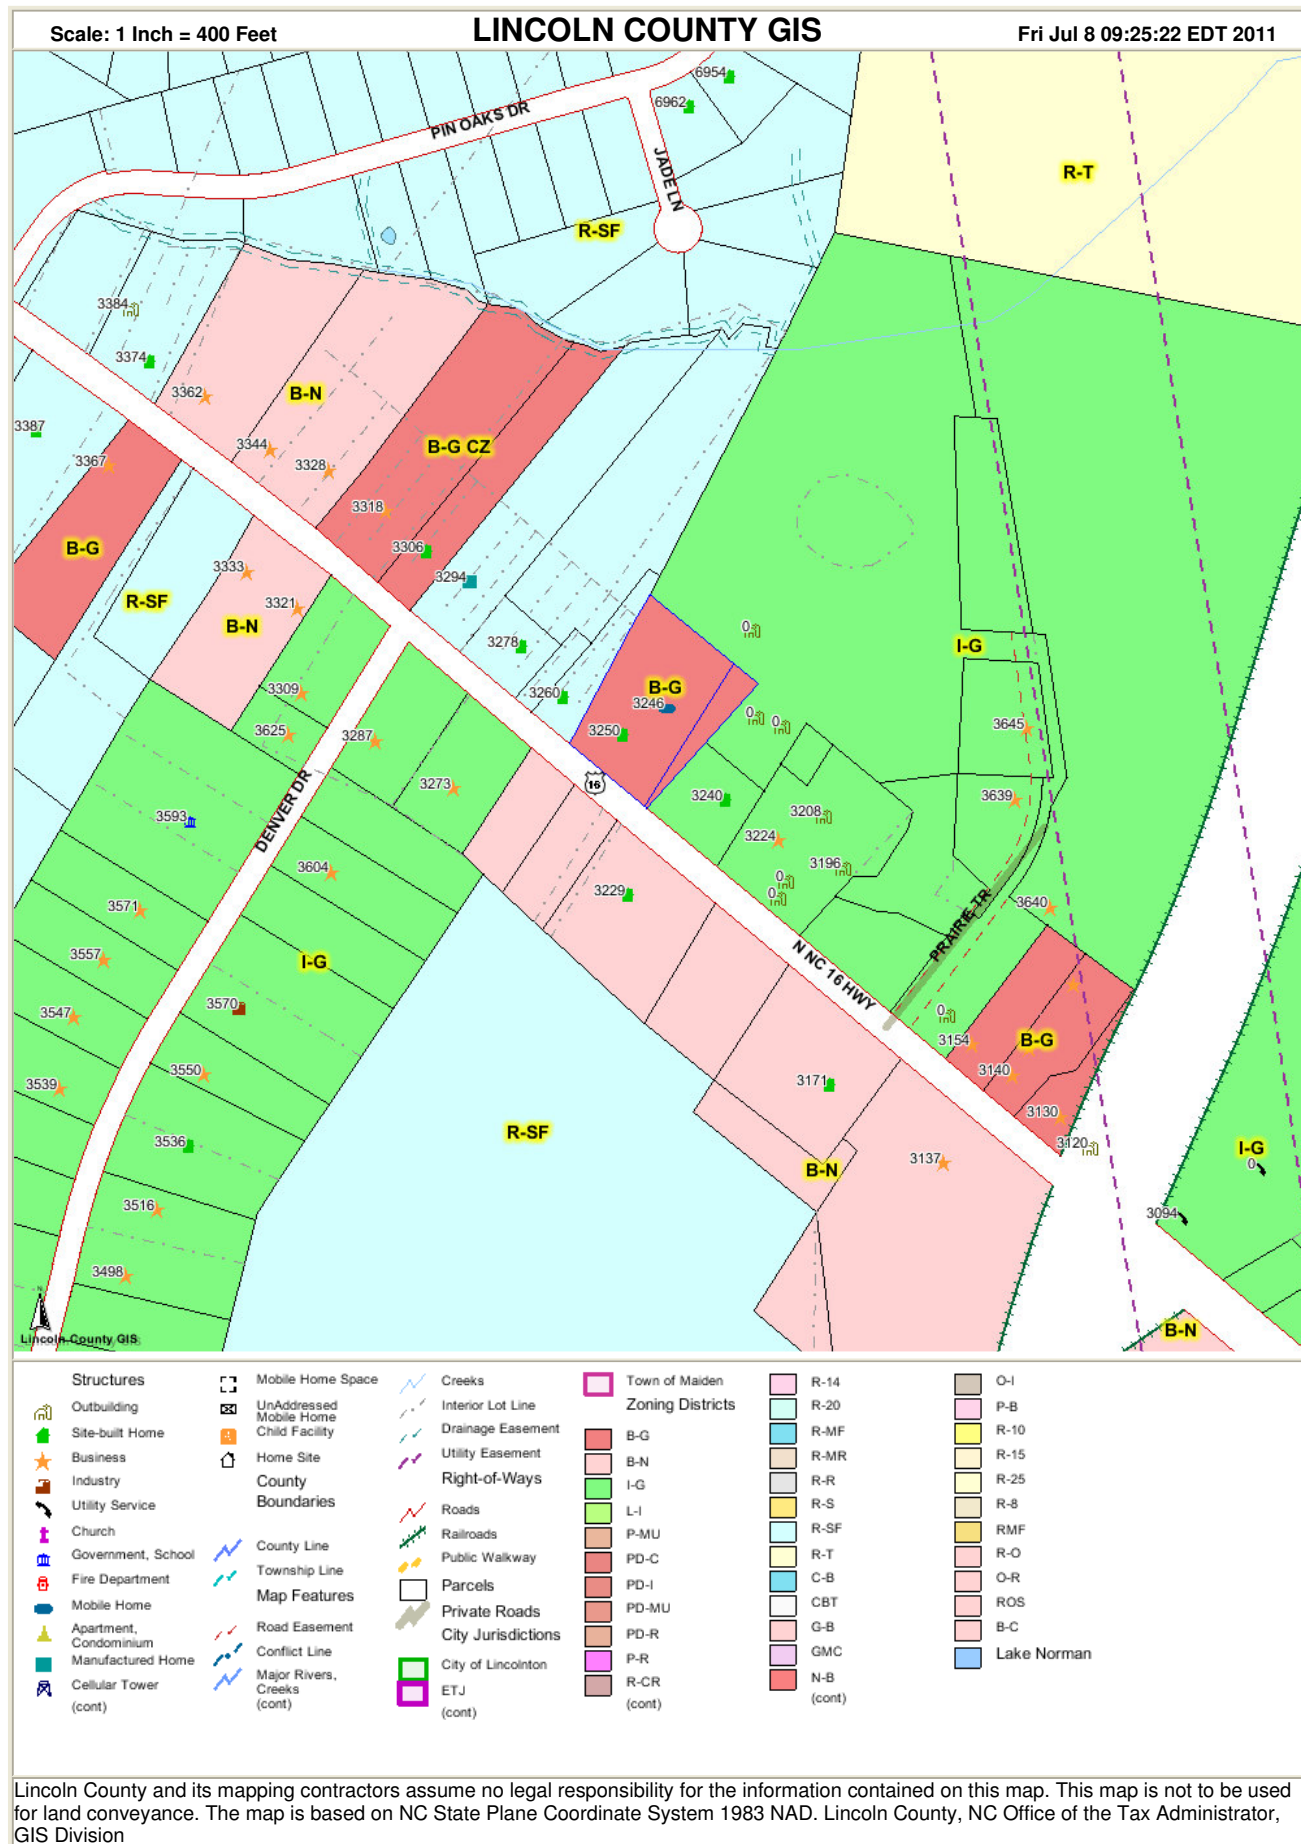 Scale: 1 Inch = 400 Feet
LINCOLN COUNTY GIS
Fri Jul 8 09:25:22 EDT 2011
6954
6962
PIN OAKS DR
JADE LN
R-T
R-SF
3384
3374
3362
B-N
3387
3344
B-G CZ
3367
3328
3318
B-G
3306
3333
3294
R-SF
3321
B-N
0
3278
I-G
3309
3260
B-G
3246
3625
3287
3250
0
0
3645
16
3273
3240
3639
DENVER DR
3593
3208
3224
3604
3196
0
3229
0
3571
PRAIRIE TR
3640
3557
I-G
N NC 16 HWY
3570
3547
0
3154
B-G
3550
3140
3539
3171
3130
3536
R-SF
3120
I-G
B-N
3137
0
3516
3094
3498
N
Lincoln County GIS
B-N
Structures
Outbuilding
Site-built Home
Business
Industry
Utility Service
Church
Government, School
Fire Department
Mobile Home
Apartment,
Condominium
Manufactured Home
Cellular Tower
(cont)
Mobile Home Space
UnAddressed
Mobile Home
Child Facility
Home Site
County
Boundaries
County Line
Township Line
Map Features
Road Easement
Conflict Line
Major Rivers,
Creeks
(cont)
Creeks
Interior Lot Line
Drainage Easement
Utility Easement
Right-of-Ways
Roads
Railroads
Public Walkway
Parcels
Private Roads
City Jurisdictions
City of Lincolnton
ETJ
(cont)
Town of Maiden
Zoning Districts
B-G
B-N
I-G
L-I
P-MU
PD-C
PD-I
PD-MU
PD-R
P-R
R-CR
(cont)
R-14
R-20
R-MF
R-MR
R-R
R-S
R-SF
R-T
C-B
CBT
G-B
GMC
N-B
(cont)
O-I
P-B
R-10
R-15
R-25
R-8
RMF
R-O
O-R
ROS
B-C
Lake Norman
Lincoln County and its mapping contractors assume no legal responsibility for the information contained on this map. This map is not to be used
for land conveyance. The map is based on NC State Plane Coordinate System 1983 NAD. Lincoln County, NC Office of the Tax Administrator,
GIS Division